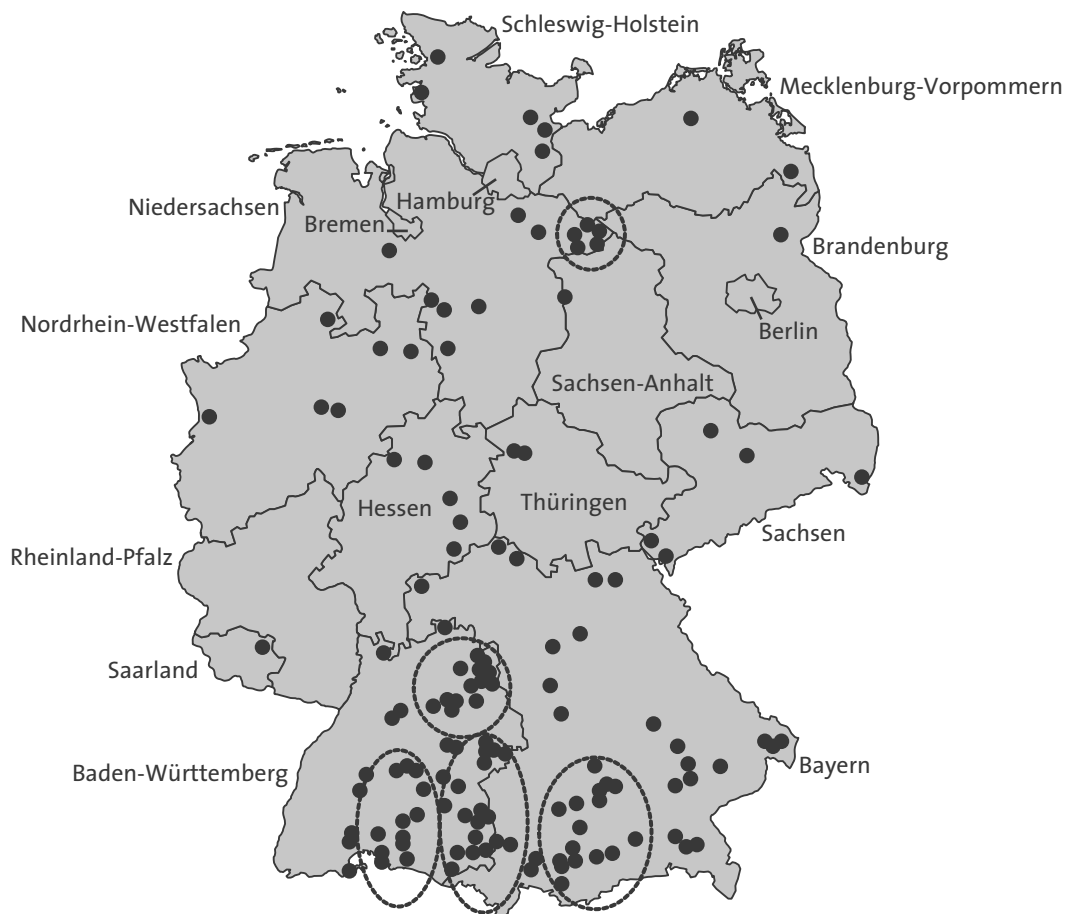 Schleswig-Holstein
Mecklenburg-Vorpommern
Hamburg
Niedersachsen
Bremen
Brandenburg
Nordrhein-Westfalen
Berlin
Sachsen-Anhalt
Hessen
Thüringen
Sachsen
Rheinland-Pfalz
Saarland
Baden-Württemberg
Bayern